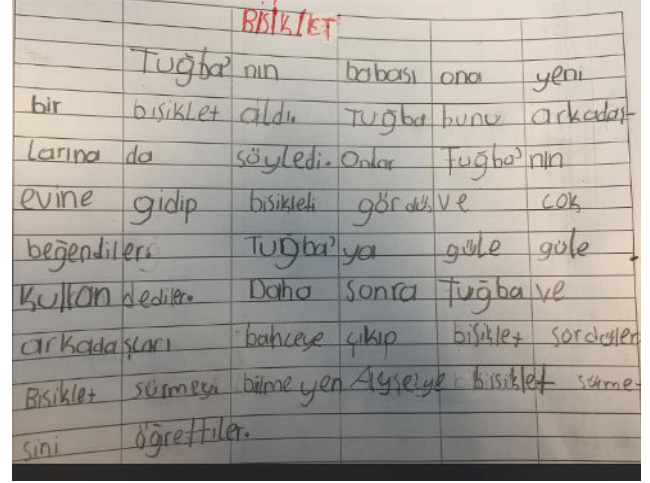 BİSİKLET
Tuğba'nın babası ona yeni
bir bisiklet aldı. Tuğba bunu arkadaş-
larına da söyledi. Onlar Tuğba'nın
evine gidip bisikleti gördü, ve çok
beğendiler. Tuğba'ya güle güle
kullan dediler. Daha sonra Tuğba ve
arkadaşları bahçeye çıkıp bisiklet sürdüler
Bisiklet sürmeyi bilmeyen Ayşe'ye bisiklet sürme-
sini öğrettiler.